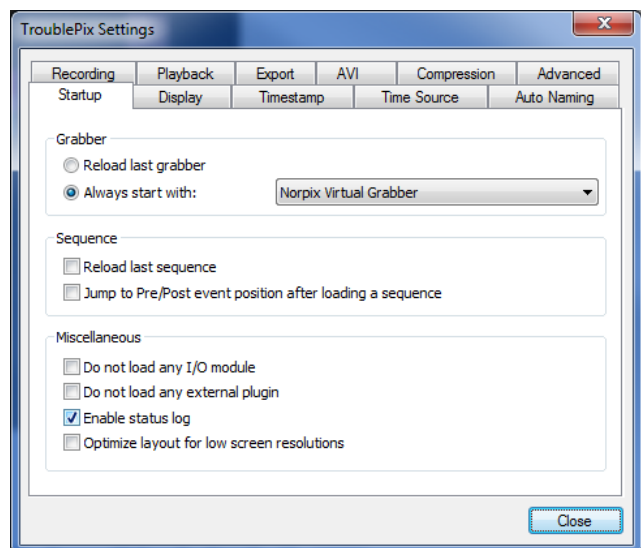 TroublePix Settings
Recording Playback Export AVI Compression Advanced
Startup Display Timestamp Time Source Auto Naming
Grabber
Reload last grabber
Always start with: Norpix Virtual Grabber
Sequence
Reload last sequence
Jump to Pre/Post event position after loading a sequence
Miscellaneous
Do not load any I/O module
Do not load any external plugin
Enable status log
Optimize layout for low screen resolutions
Close